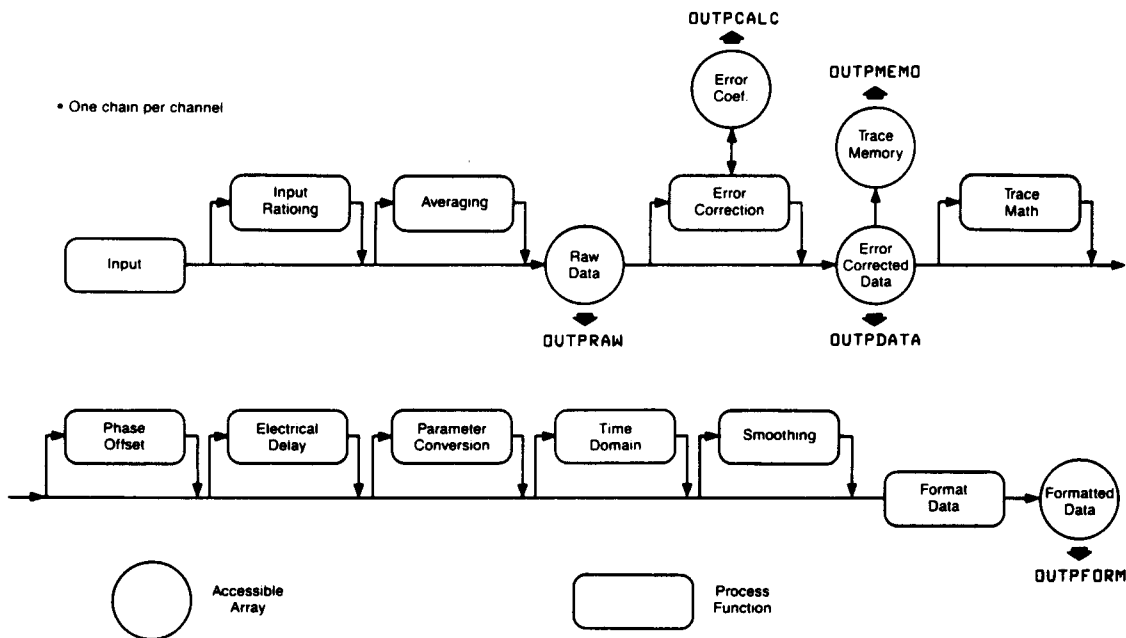 OUTPCALC
Error
Coef.
OUTPMEMO
Trace
Memory
• One chain per channel
Input
Ratioing
Averaging
Error
Correction
Trace
Math
Input
Raw
Data
Error
Corrected
Data
OUTPRAW
OUTPDATA
Phase
Offset
Electrical
Delay
Parameter
Conversion
Time
Domain
Smoothing
Format
Data
Formatted
Data
OUTPFORM
Accessible
Array
Process
Function